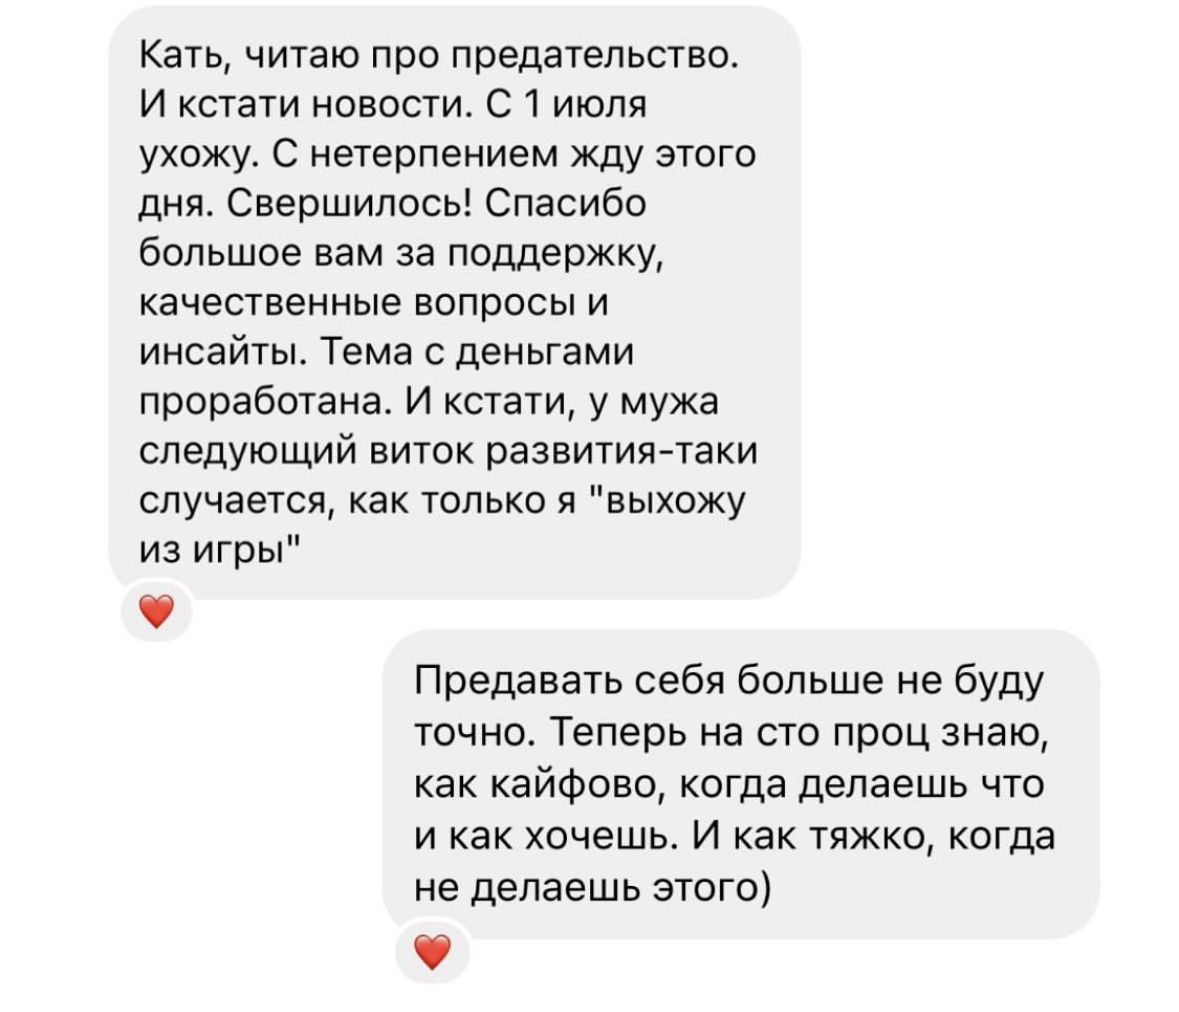 Кать, читаю про предательство.
И кстати новости. С 1 июля
ухожу. С нетерпением жду этого
дня. Свершилось! Спасибо
большое вам за поддержку,
качественные вопросы и
инсайты. Тема с деньгами
проработана. И кстати, у мужа
следующий виток развития-таки
случается, как только я "выхожу
из игры"
Предавать себя больше не буду
точно. Теперь на сто проц знаю,
как кайфово, когда делаешь что
и как хочешь. И как тяжко, когда
не делаешь этого)